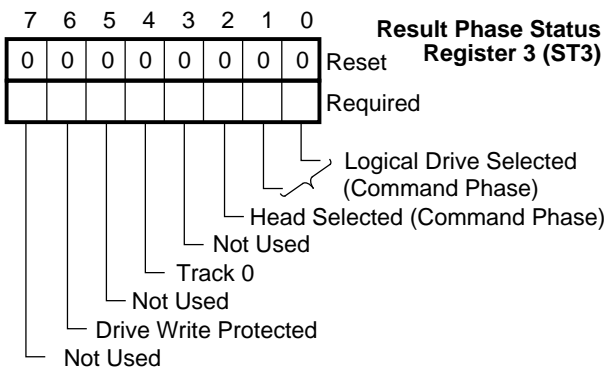 7 6 5 4 3 2 1 0
Result Phase Status
Register 3 (ST3)
0 0 0 0 0 0 0 0 Reset
Required
Logical Drive Selected
(Command Phase)
Head Selected (Command Phase)
Not Used
Track 0
Not Used
Drive Write Protected
Not Used